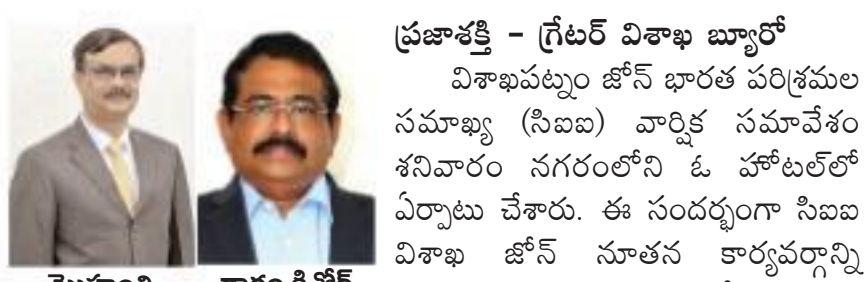 ప్రజాశక్తి - గ్రేటర్ విశాఖ బ్యూరో
విశాఖపట్నం జోన్ భారత పరిశ్రమల
సమాఖ్య (సిఐఐ) వార్షిక సమావేశం
శనివారం నగరంలోని ఓ హోటల్‌లో
ఏర్పాటు చేశారు. ఈ సందర్భంగా సిఐఐ
విశాఖ జోన్ నూతన కార్యవర్గాన్ని